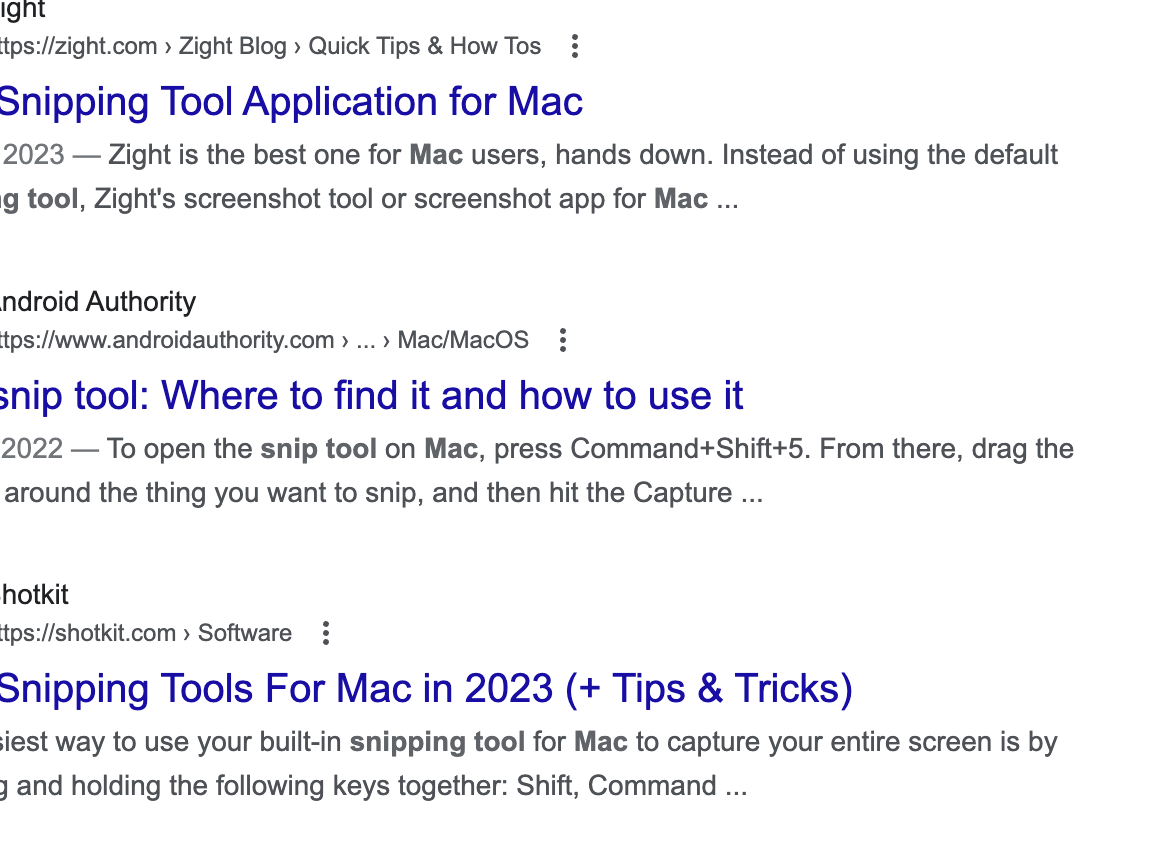 ight
ttps://zight.com › Zight Blog › Quick Tips & How Tos
Snipping Tool Application for Mac
2023 — Zight is the best one for Mac users, hands down. Instead of using the default
g tool, Zight's screenshot tool or screenshot app for Mac ...
ndroid Authority
ttps://www.androidauthority.com › ... › Mac/MacOS
snip tool: Where to find it and how to use it
2022 — To open the snip tool on Mac, press Command+Shift+5. From there, drag the
around the thing you want to snip, and then hit the Capture ...
hotkit
ttps://shotkit.com › Software
Snipping Tools For Mac in 2023 (+ Tips & Tricks)
siest way to use your built-in snipping tool for Mac to capture your entire screen is by
g and holding the following keys together: Shift, Command ...